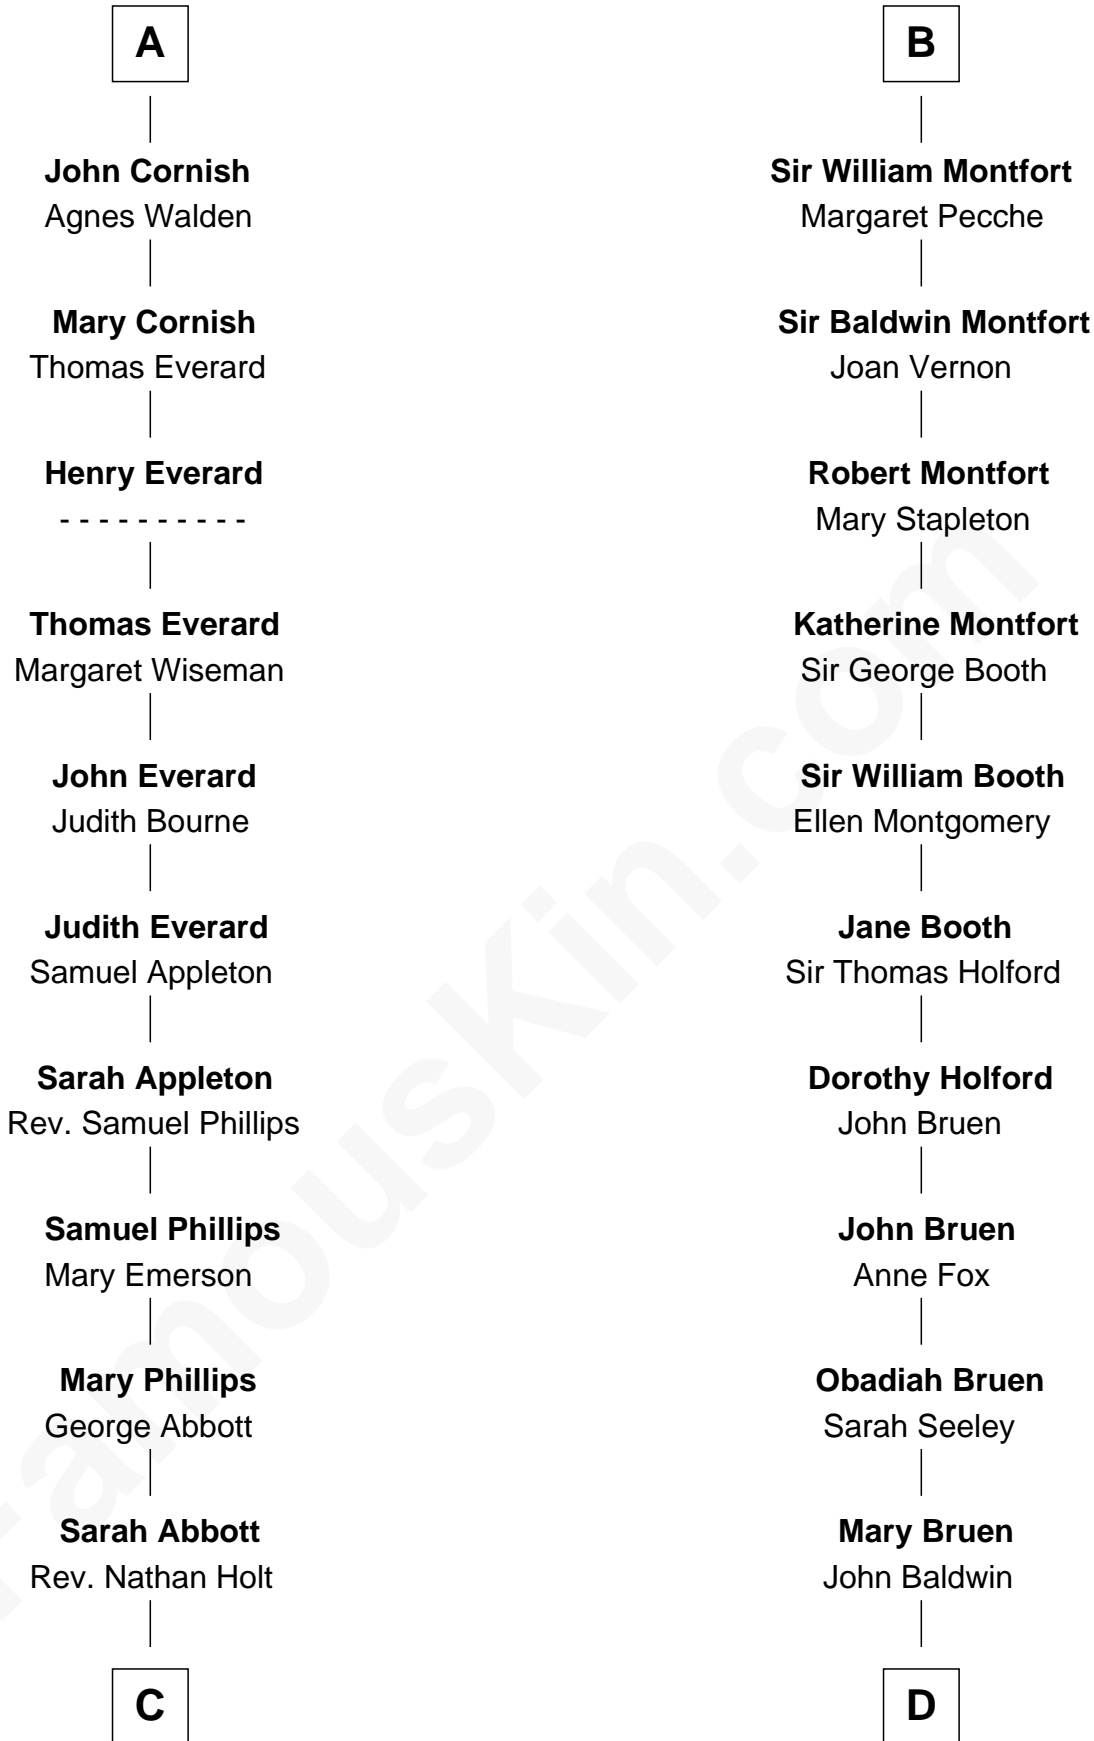 A
John Cornish
Agnes Walden
Mary Cornish
Thomas Everard
Henry Everard
- - - - - - - - - -
Thomas Everard
Margaret Wiseman
John Everard
Judith Bourne
Judith Everard
Samuel Appleton
Sarah Appleton
Rev. Samuel Phillips
Samuel Phillips
Mary Emerson
Mary Phillips
George Abbott
Sarah Abbott
Rev. Nathan Holt
C
B
Sir William Montfort
Margaret Pecche
Sir Baldwin Montfort
Joan Vernon
Robert Montfort
Mary Stapleton
Katherine Montfort
Sir George Booth
Sir William Booth
Ellen Montgomery
Jane Booth
Sir Thomas Holford
Dorothy Holford
John Bruen
John Bruen
Anne Fox
Obadiah Bruen
Sarah Seeley
Mary Bruen
John Baldwin
D
FamousKin.com